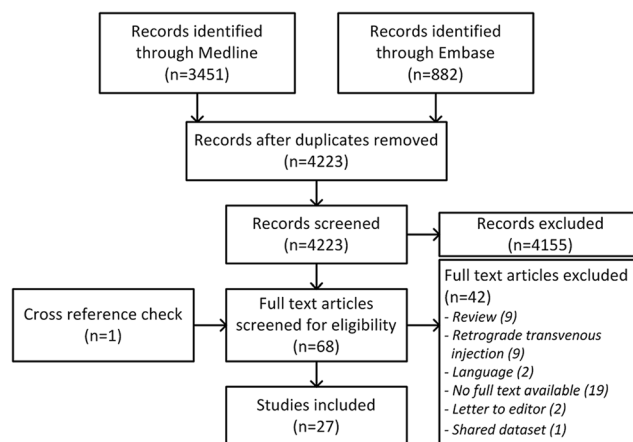 Records identified
through Medline
(n=3451)
Records identified
through Embase
(n=882)
Records after duplicates removed
(n=4223)
Records screened
(n=4223)
Records excluded
(n=4155)
Cross reference check
(n=1)
Full text articles
screened for eligibility
(n=68)
Full text articles excluded
(n=42)
- Review (9)
- Retrograde transvenous
injection (9)
- Language (2)
- No full text available (19)
- Letter to editor (2)
- Shared dataset (1)
Studies included
(n=27)